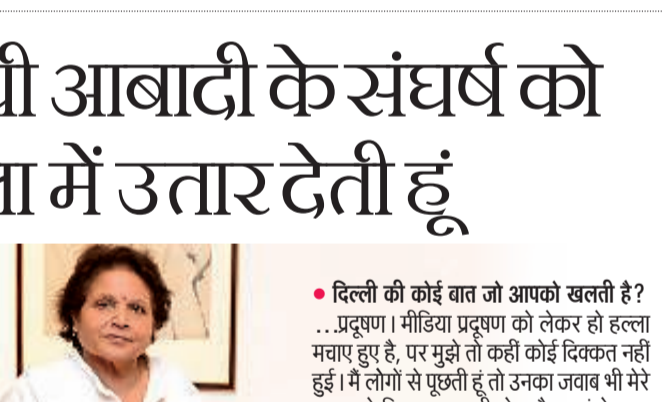 आबादी के संघर्ष को
में उतार देती हूं
• दिल्ली की कोई बात जो आपको खलती है?
...प्रदूषण। मीडिया प्रदूषण को लेकर हो हल्ला
मचाए हुए है, पर मुझे तो कहीं कोई दिक्कत नहीं
हुई। मैं लोगों से पूछती हूं तो उनका जवाब भी मेरे